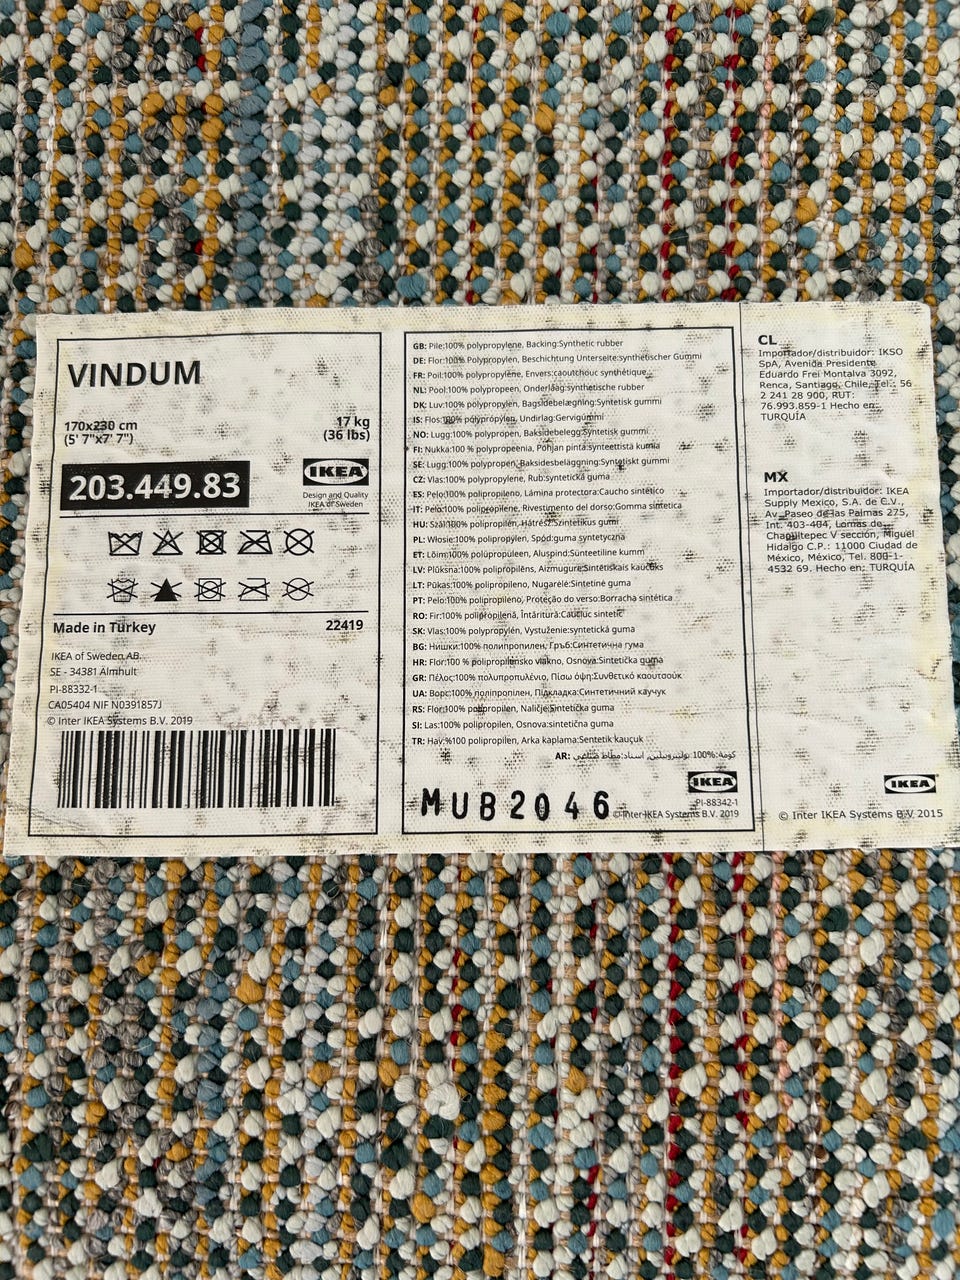 VINDUM
170x230 cm
(5' 7"x7' 7")
17 kg
(36 lbs)
203.449.83
IKEA
Design and Quality
IKEA of Sweden
Made in Turkey
22419
IKEA of Sweden AB
SE - 34381 Älmhult
PI-88332-1
CA05404 NIF N0391857J
© Inter IKEA Systems B.V. 2019
GB: Pile:100% polypropylene, Backing:Synthetic rubber
DE: Flor:100% Polypropylen, Beschichtung Unterseite:synthetischer Gummi
FR: Poil:100% polypropylène, Envers:caoutchouc synthétique
NL: Pool:100% polypropeen, Onderlaag:synthetische rubber
DK: Luv:100% polypropylen, Bagsidebelægning:Syntetisk gummi
IS: Flos:100% pólýprópýlen, Undirlag:Gervigúmmí
NO: Lugg:100% polypropen, Baksidebelegg:Syntetisk gummi
FI: Nukka:100% polypropeenia, Pohjan pinta:synteettistä kumia
SE: Lugg:100% polypropen, Baksidesbeläggning:Syntetiskt gummi
CZ: Vlas:100% polypropylen, Rub:syntetická guma
ES: Pelo:100% polipropileno, Lámina protectora:Caucho sintético
IT: Pelo:100% polipropilene, Rivestimento del dorso:Gomma sintetica
HU: Szál:100% polipropilén, Hátrész:Szintetikus gumi
PL: Włosie:100% polipropylen, Spód:guma syntetyczna
ET: Lõim:100% polüpropüleen, Aluspind:Sünteetiline kumm
LV: Plūksna:100% polipropilēns, Aizmugure:Sintētiskais kaučuks
LT: Pūkas:100% polipropileno, Nugarėlė:Sintetinė guma
PT: Pelo:100% polipropileno, Proteção do verso:Borracha sintética
RO: Fir:100% polipropilenă, Întăritură:Cauciuc sintetic
SK: Vlas:100% polypropylén, Vystuženie:syntetická guma
BG: Нишки:100% полипропилен, Гръб:Синтетична гума
HR: Flor:100 % polipropilensko vlakno, Osnova:Sintetička guma
GR: Πέλος:100% πολυπροπυλένιο, Πίσω όψη:Συνθετικό καουτσούκ
UA: Ворс:100% поліпропілен, Підкладка:Синтетичний каучук
RS: Flor:100% polipropilen, Naličje:Sintetička guma
SI: Las:100% polipropilen, Osnova:sintetična guma
TR: Hav:%100 polipropilen, Arka kaplama:Sentetik kauçuk
AR: كومة:100% بوليبروبيلين, اسناد:مطاط صناعي
IKEA
MUB2046
PI-88342-1
© Inter IKEA Systems B.V. 2019
CL
Importador/distribuidor: IKSO
SpA, Avenida Presidente
Eduardo Frei Montalva 3092,
Renca, Santiago, Chile, Tel.: 56
2 241 28 900, RUT:
76.993.859-1 Hecho en:
TURQUÍA
MX
Importador/distribuidor: IKEA
Supply Mexico, S.A. de C.V.,
Av. Paseo de las Palmas 275,
Int. 403-404, Lomas de
Chapultepec V sección, Miguel
Hidalgo C.P.: 11000 Ciudad de
México, México, Tel. 800-1-
4532 69. Hecho en: TURQUÍA
IKEA
© Inter IKEA Systems B.V. 2015